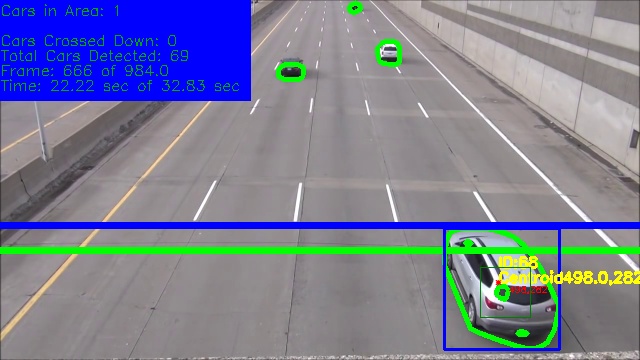 Cars in Area: 1
Cars Crossed Down: 0
Total Cars Detected: 69
Frame: 666 of 984.0
Time: 22.22 sec of 32.83 sec
ID:68
Centroid498.0,282